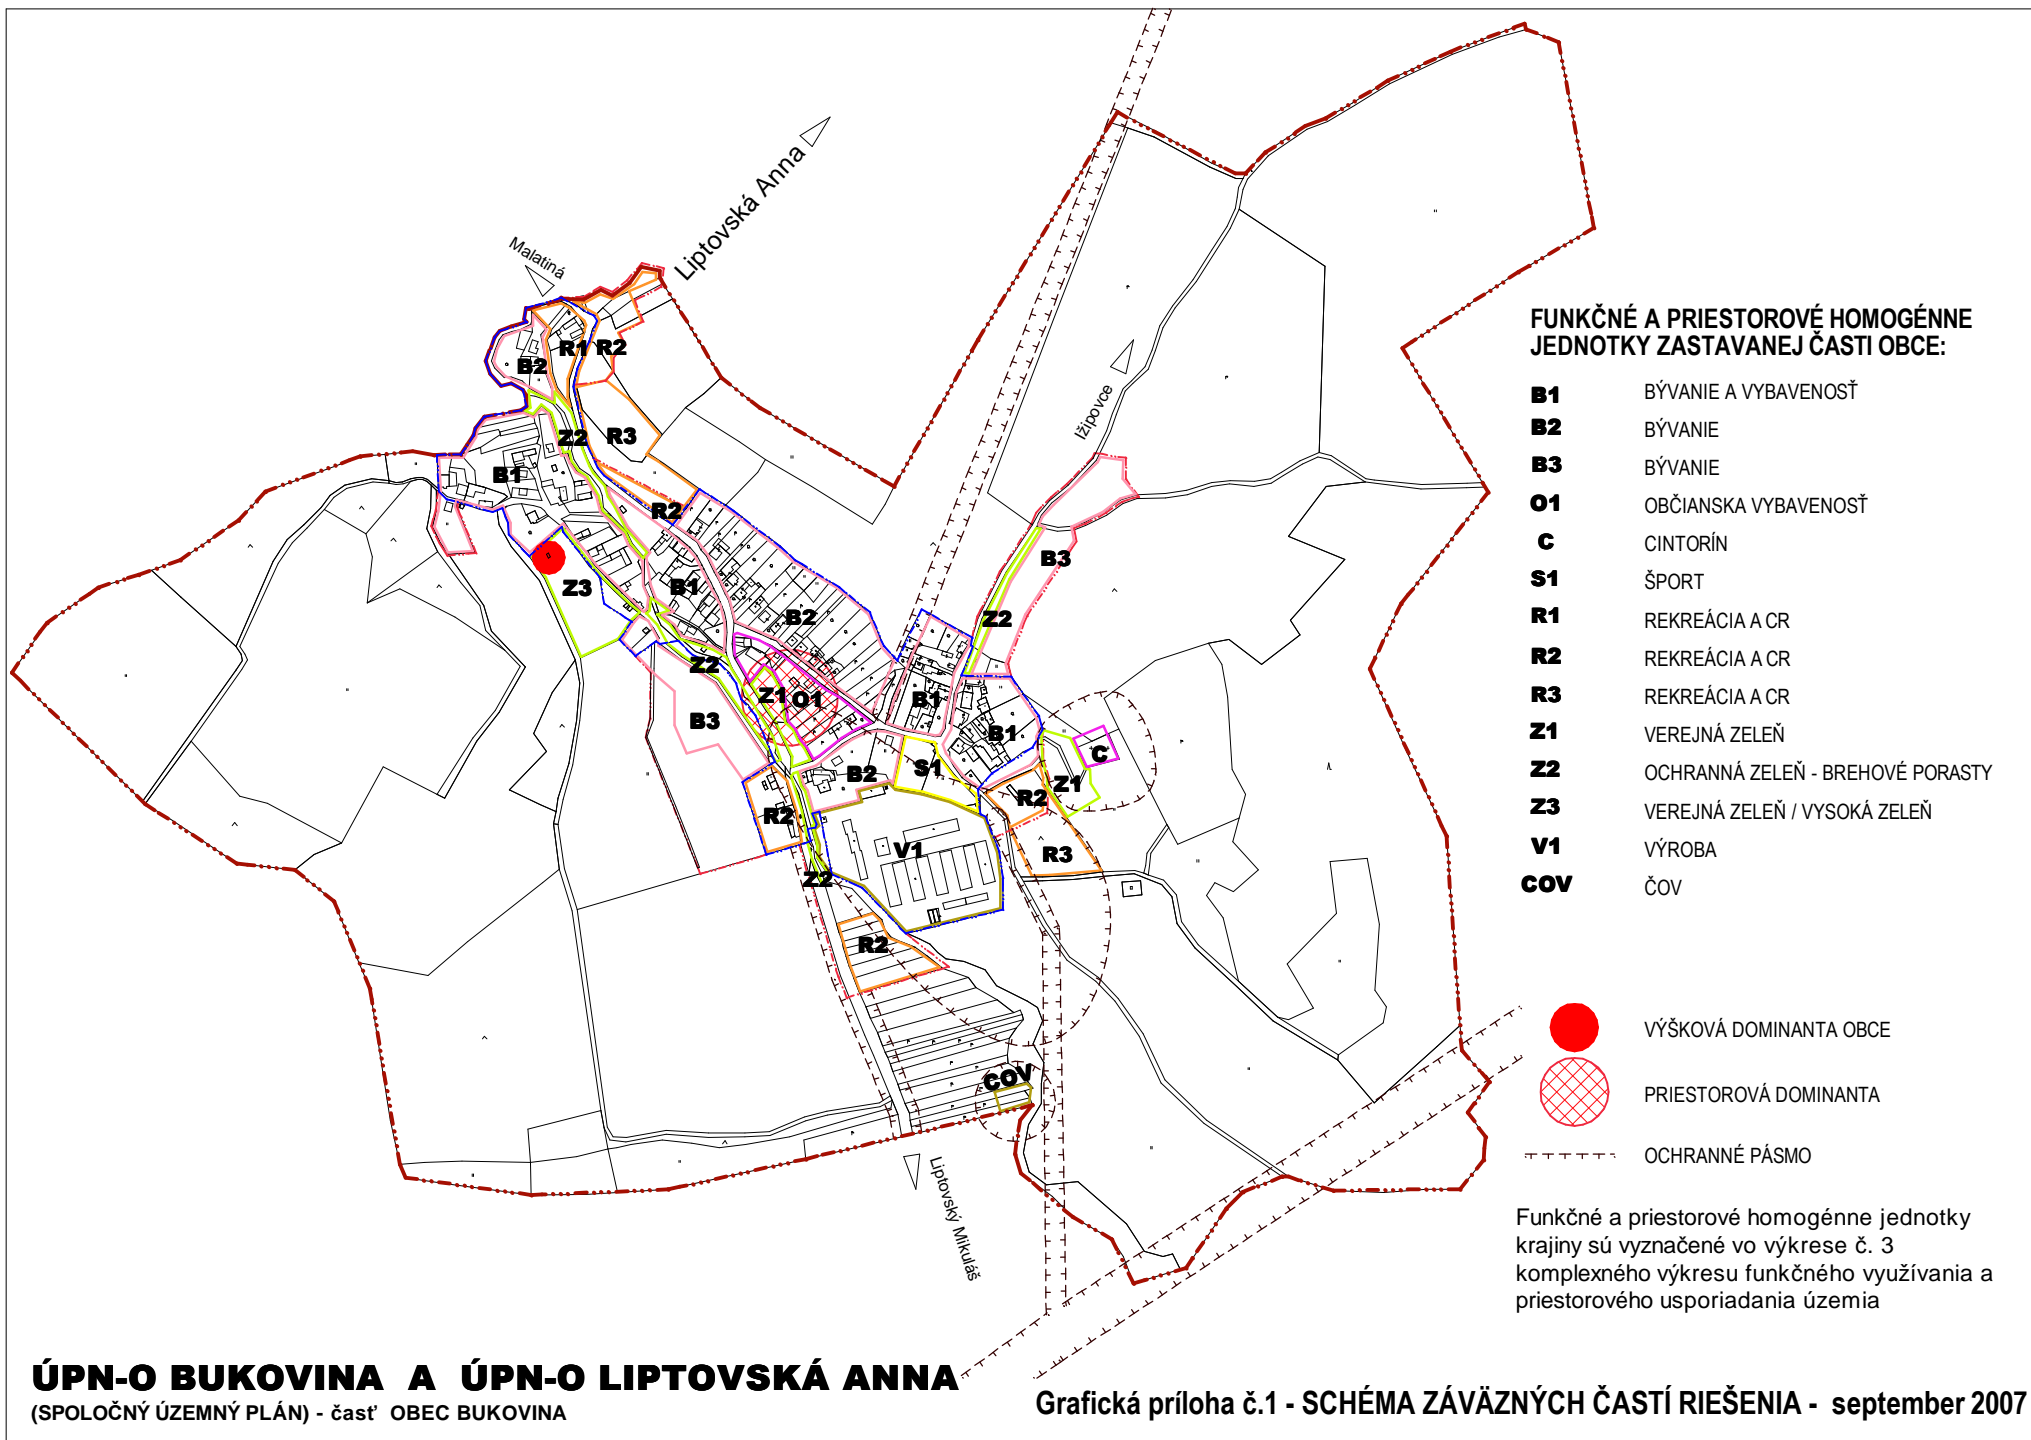 Malatiná
Liptovská Anna
Ižipovce
R1
R2
B2
Z2
R3
B1
R2
Z3
B1
B2
B3
Z2
Z2
B3
Z1
O1
B1
B1
C
S1
B2
Z1
R2
R2
V1
R3
Z2
R2
COV
Liptovský Mikuláš
FUNKČNÉ A PRIESTOROVÉ HOMOGÉNNE
JEDNOTKY ZASTAVANEJ ČASTI OBCE:
B1 BÝVANIE A VYBAVENOSŤ
B2 BÝVANIE
B3 BÝVANIE
O1 OBČIANSKA VYBAVENOSŤ
C CINTORÍN
S1 ŠPORT
R1 REKREÁCIA A CR
R2 REKREÁCIA A CR
R3 REKREÁCIA A CR
Z1 VEREJNÁ ZELEŇ
Z2 OCHRANNÁ ZELEŇ - BREHOVÉ PORASTY
Z3 VEREJNÁ ZELEŇ / VYSOKÁ ZELEŇ
V1 VÝROBA
COV ČOV
VÝŠKOVÁ DOMINANTA OBCE
PRIESTOROVÁ DOMINANTA
OCHRANNÉ PÁSMO
Funkčné a priestorové homogénne jednotky
krajiny sú vyznačené vo výkrese č. 3
komplexného výkresu funkčného využívania a
priestorového usporiadania územia
ÚPN-O BUKOVINA A ÚPN-O LIPTOVSKÁ ANNA
(SPOLOČNÝ ÚZEMNÝ PLÁN) - časť OBEC BUKOVINA
Grafická príloha č.1 - SCHÉMA ZÁVÄZNÝCH ČASTÍ RIEŠENIA - september 2007